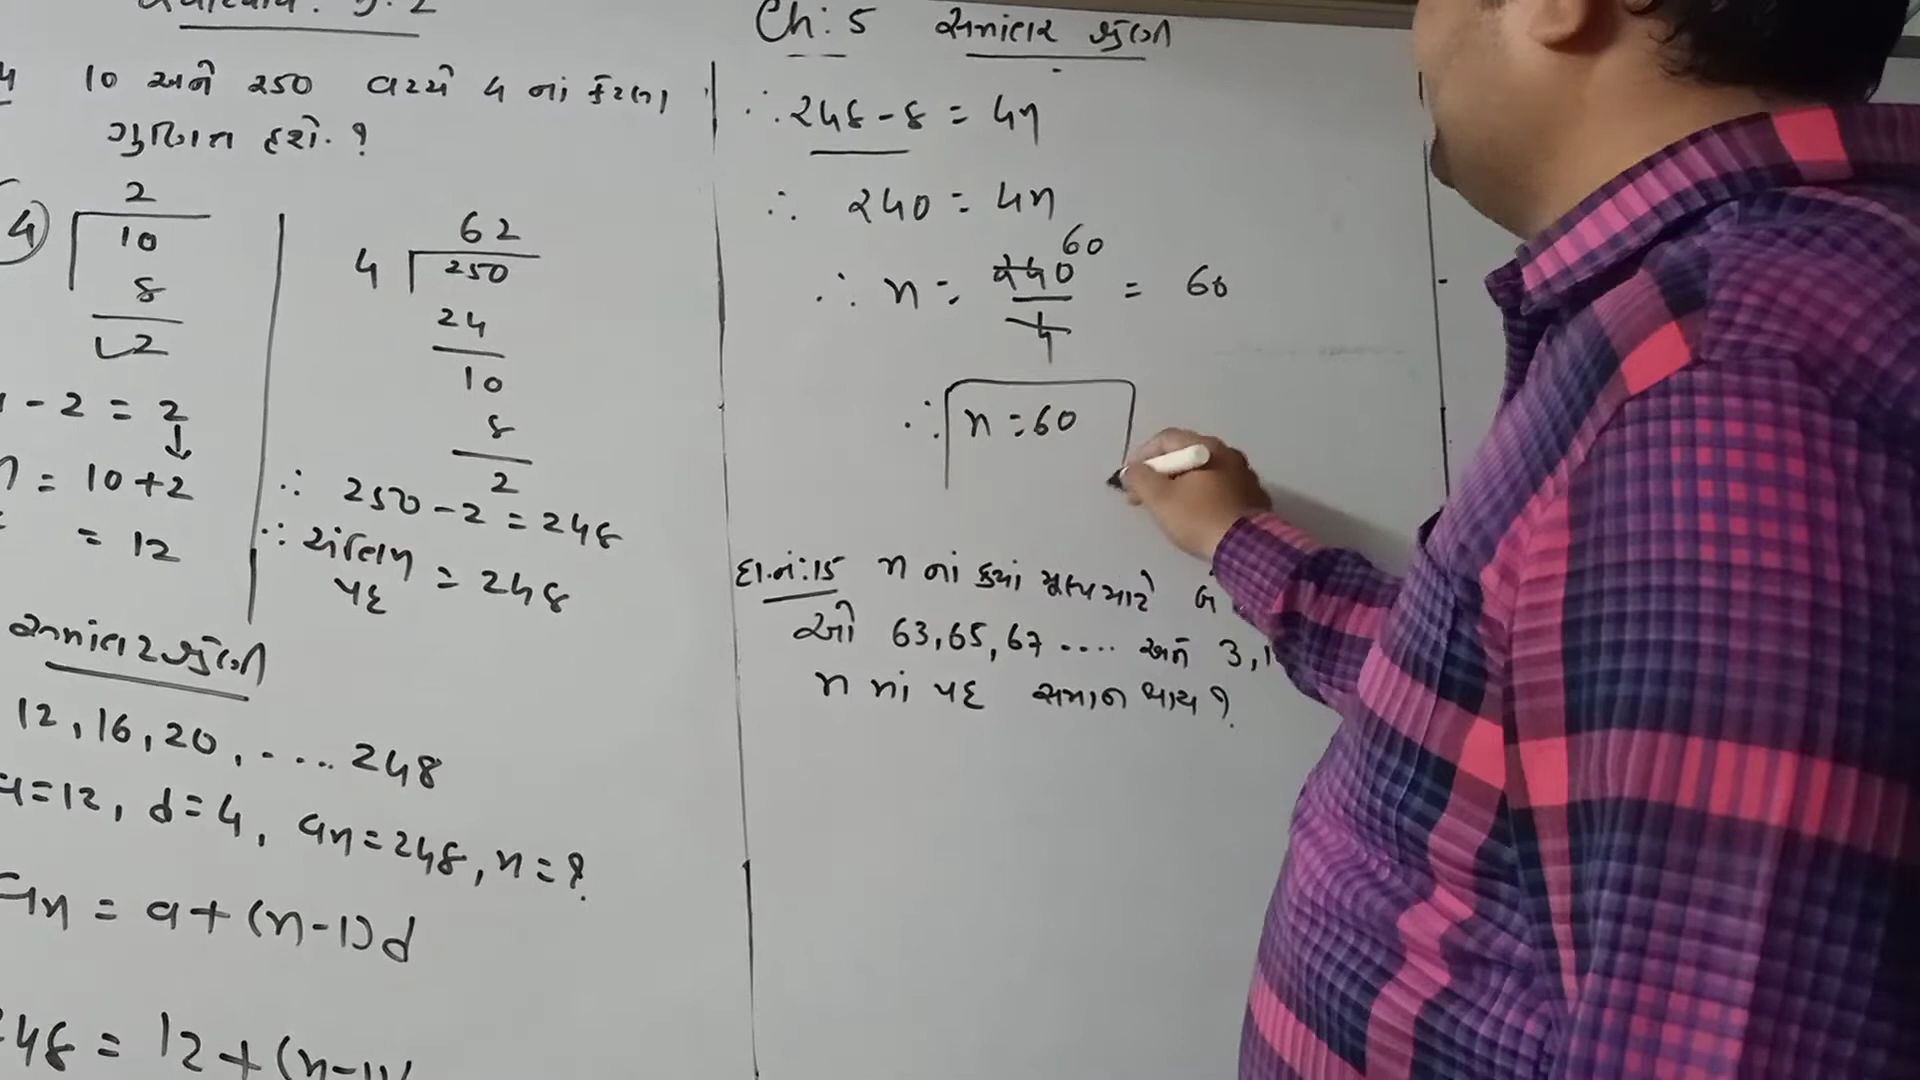 10 અને 250 વચ્ચે 4 નાં કેટલા
ગુણિત હશે. ?
2
4 10
8
2
- 2 = 2
= 10+2
= 12
62
4 250
24
10
8
2
∴ 250 - 2 = 248
∴ અંતિમ
પદ = 248
સમાંતર શ્રેણી
12, 16, 20, .... 248
a=12, d=4, an=248, n=?
an = a+(n-1)d
248 = 12+(n-1)
Ch: 5 સમાંતર શ્રેણી
∴ 248-8 = 4n
∴ 240 = 4n
∴ n = 240/4 60 = 60
∴ n = 60
દા.નં:15 n નાં ક્યાં મૂલ્ય માટે બે
ઓ 63, 65, 67 .... અને 3, 1
n માં પદ સમાન થાય ?